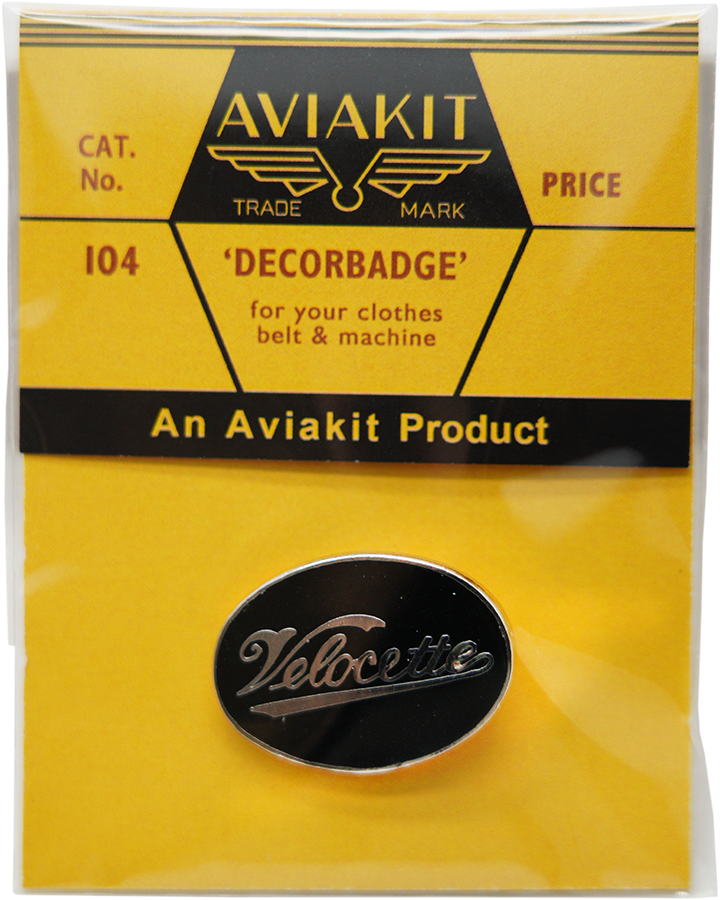 AVIAKIT
TRADE MARK
CAT.
No.
PRICE
104
'DECORBADGE'
for your clothes
belt & machine
An Aviakit Product
Velocette